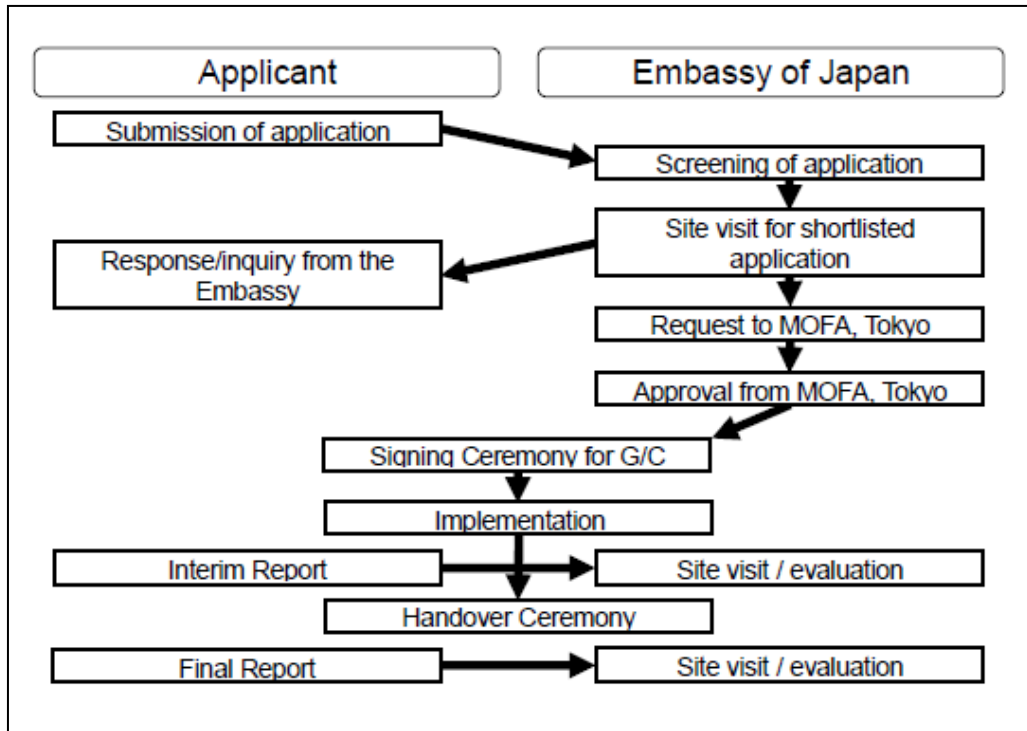 Applicant
Embassy of Japan
Submission of application
Screening of application
Site visit for shortlisted
application
Response/inquiry from the
Embassy
Request to MOFA, Tokyo
Approval from MOFA, Tokyo
Signing Ceremony for G/C
Implementation
Interim Report
Site visit / evaluation
Handover Ceremony
Final Report
Site visit / evaluation